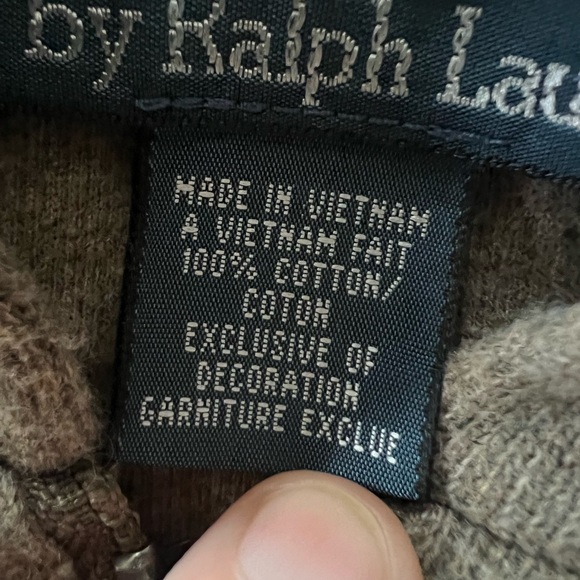 by Ralph Lau
MADE IN VIETNAM
A VIETNAM FAIT
100% COTTON/
COTON
EXCLUSIVE OF
DECORATION
GARNITURE EXCLUE